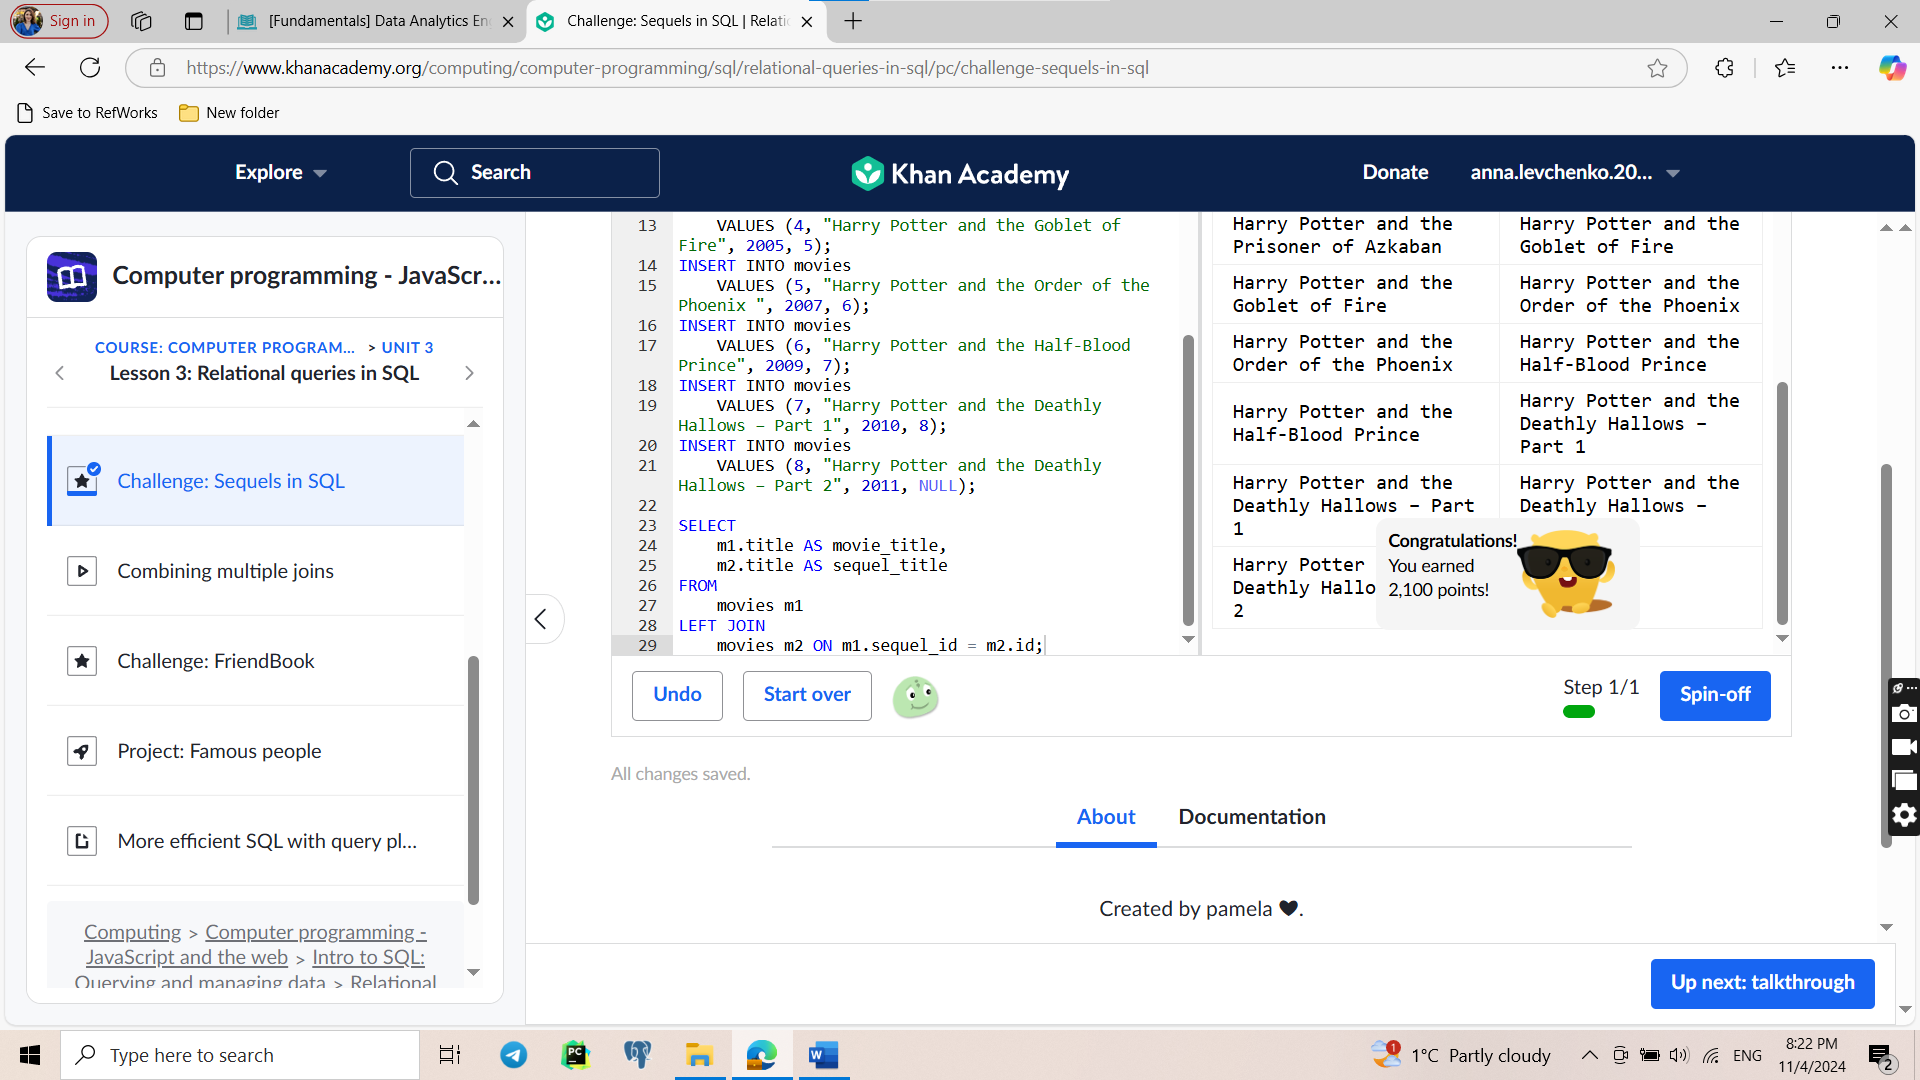 Sign in
[Fundamentals] Data Analytics En
Challenge: Sequels in SQL | Relati
https://www.khanacademy.org/computing/computer-programming/sql/relational-queries-in-sql/pc/challenge-sequels-in-sql
Save to RefWorks
New folder
Explore
Search
Khan Academy
Donate
anna.levchenko.20...
Computer programming - JavaScr...
COURSE: COMPUTER PROGRAM... > UNIT 3
Lesson 3: Relational queries in SQL
Challenge: Sequels in SQL
Combining multiple joins
Challenge: FriendBook
Project: Famous people
More efficient SQL with query pl...
Computing > Computer programming -
JavaScript and the web > Intro to SQL:
Querying and managing data > Relational
13 VALUES (4, "Harry Potter and the Goblet of
Fire", 2005, 5);
14 INSERT INTO movies
15 VALUES (5, "Harry Potter and the Order of the
Phoenix ", 2007, 6);
16 INSERT INTO movies
17 VALUES (6, "Harry Potter and the Half-Blood
Prince", 2009, 7);
18 INSERT INTO movies
19 VALUES (7, "Harry Potter and the Deathly
Hallows – Part 1", 2010, 8);
20 INSERT INTO movies
21 VALUES (8, "Harry Potter and the Deathly
Hallows – Part 2", 2011, NULL);
22
23 SELECT
24 m1.title AS movie_title,
25 m2.title AS sequel_title
26 FROM
27 movies m1
28 LEFT JOIN
29 movies m2 ON m1.sequel_id = m2.id;
Harry Potter and the
Prisoner of Azkaban
Harry Potter and the
Goblet of Fire
Harry Potter and the
Goblet of Fire
Harry Potter and the
Order of the Phoenix
Harry Potter and the
Order of the Phoenix
Harry Potter and the
Half-Blood Prince
Harry Potter and the
Half-Blood Prince
Harry Potter and the
Deathly Hallows –
Part 1
Harry Potter and the
Deathly Hallows – Part
1
Harry Potter and the
Deathly Hallows –
Harry Potter
Deathly Hallo
2
Congratulations!
You earned
2,100 points!
Undo
Start over
Step 1/1
Spin-off
All changes saved.
About
Documentation
Created by pamela ♥.
Up next: talkthrough
Type here to search
PC
W
1
1°C Partly cloudy
ENG
8:22 PM
11/4/2024
2